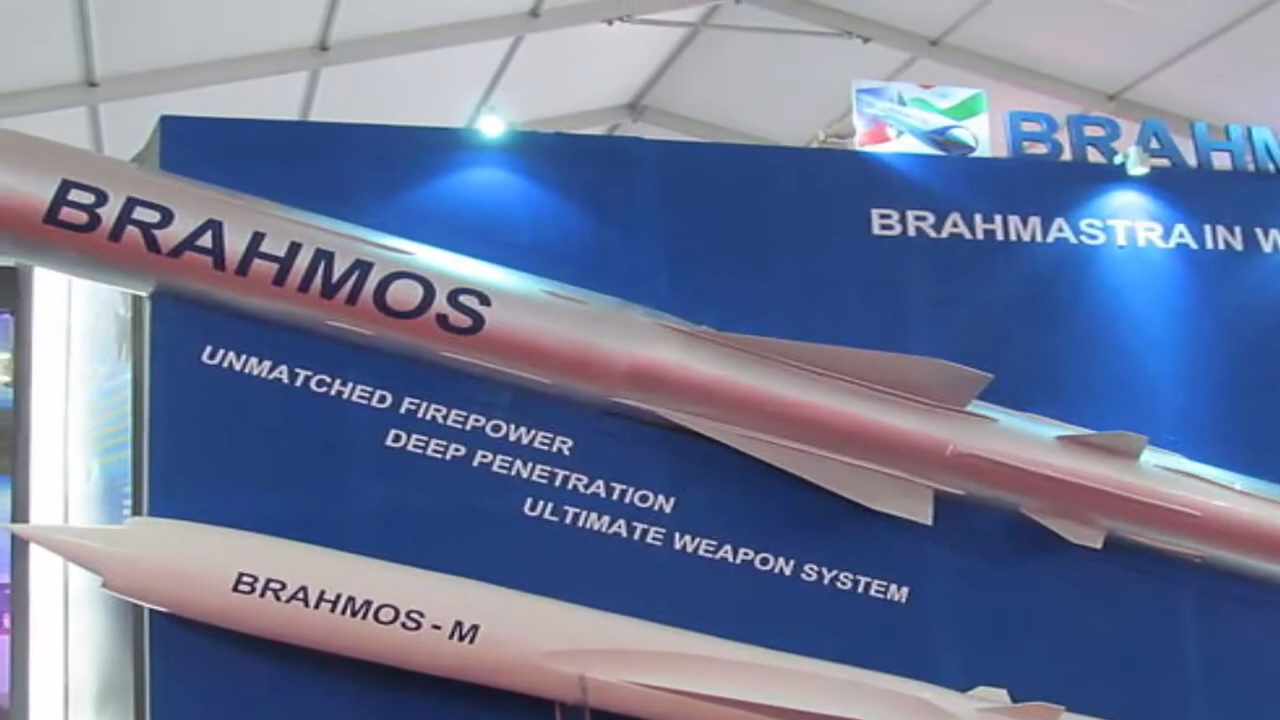 BRAHMASTRA IN
BRAHMOS
UNMATCHED FIREPOWER
DEEP PENETRATION
ULTIMATE WEAPON SYSTEM
BRAHMOS - M